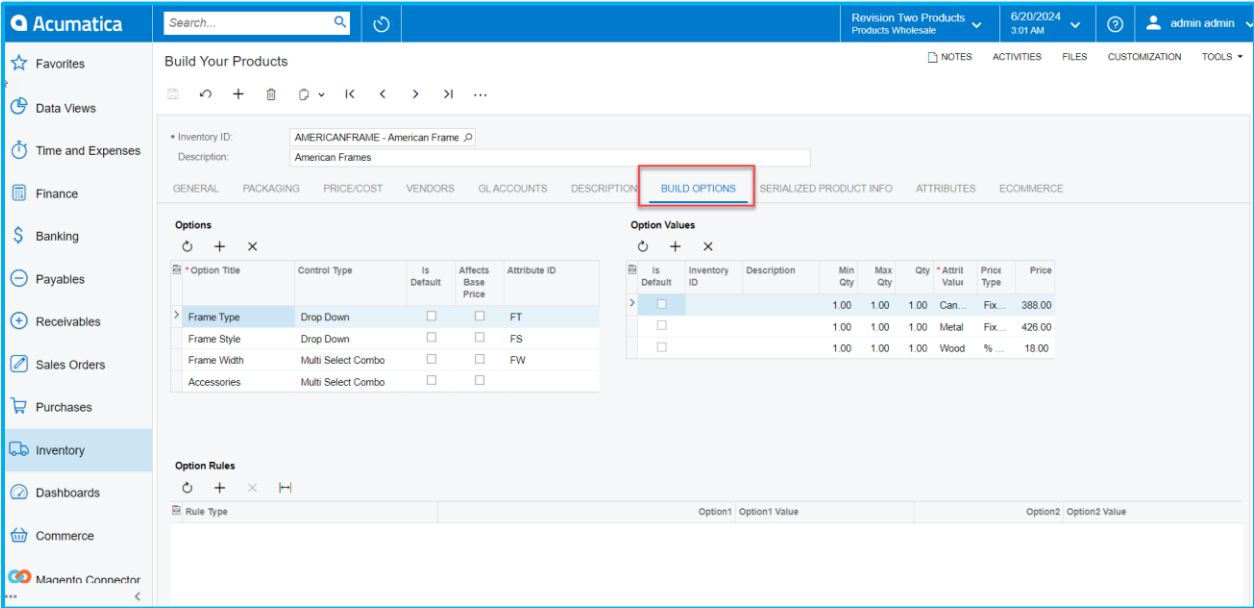 Acumatica
Search...
Revision Two Products
Products Wholesale
6/20/2024
3:01 AM
admin admin
Favorites
Data Views
Time and Expenses
Finance
Banking
Payables
Receivables
Sales Orders
Purchases
Inventory
Dashboards
Commerce
Magento Connector
Build Your Products
NOTES ACTIVITIES FILES CUSTOMIZATION TOOLS
* Inventory ID: AMERICANFRAME - American Frame
Description: American Frames
GENERAL PACKAGING PRICE/COST VENDORS GL ACCOUNTS DESCRIPTION BUILD OPTIONS SERIALIZED PRODUCT INFO ATTRIBUTES ECOMMERCE
Options
* Option Title Control Type Is Default Affects Base Price Attribute ID
Frame Type Drop Down FT
Frame Style Drop Down FS
Frame Width Multi Select Combo FW
Accessories Multi Select Combo
Option Values
Is Default Inventory ID Description Min Qty Max Qty Qty * Attril Value Price Type Price
1.00 1.00 1.00 Can... Fix... 388.00
1.00 1.00 1.00 Metal Fix... 426.00
1.00 1.00 1.00 Wood % ... 18.00
Option Rules
Rule Type Option1 Option1 Value Option2 Option2 Value